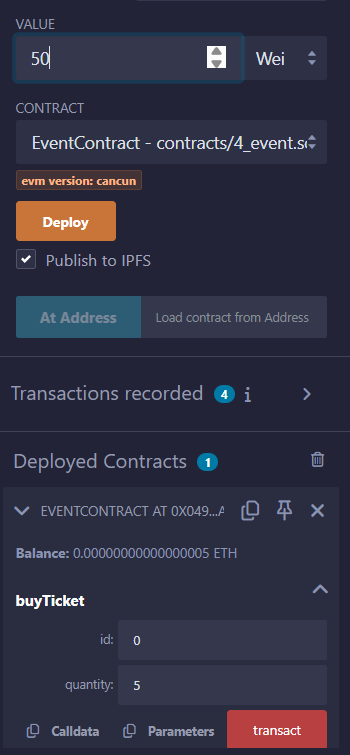 VALUE
50 Wei
CONTRACT
EventContract - contracts/4_event.so
evm version: cancun
Deploy
Publish to IPFS
At Address Load contract from Address
Transactions recorded 4 i
Deployed Contracts 1
EVENTCONTRACT AT 0X049...A
Balance: 0.00000000000000005 ETH
buyTicket
id: 0
quantity: 5
Calldata Parameters transact